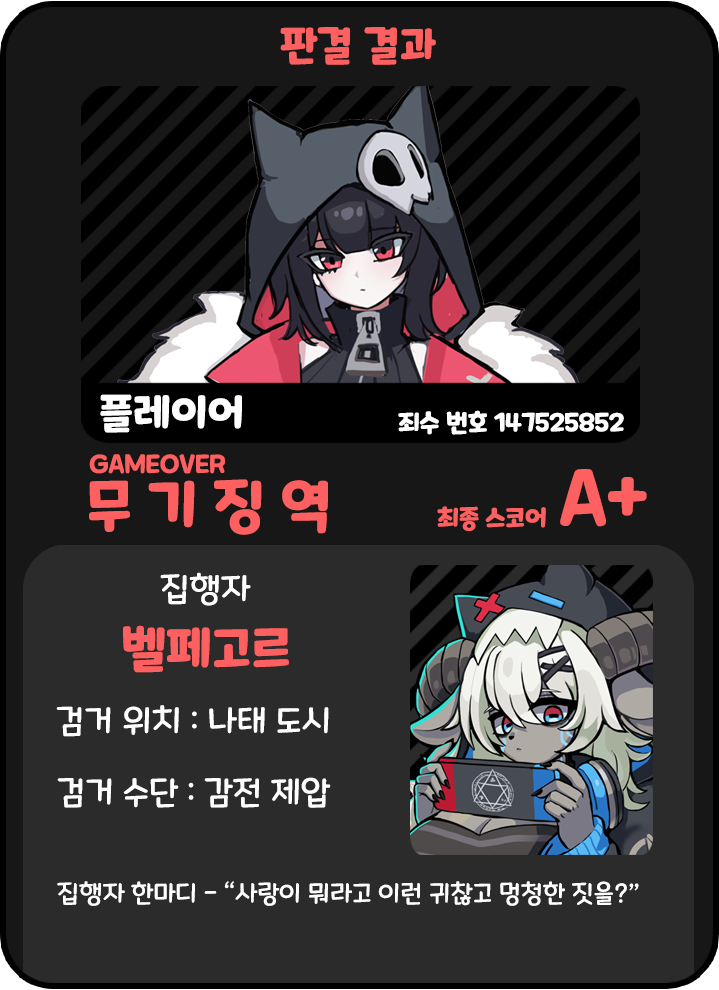 판결 결과
플레이어
죄수 번호 147525852
GAMEOVER
무기징역
최종 스코어 A+
집행자
벨페고르
검거 위치 : 나태 도시
검거 수단 : 감전 제압
집행자 한마디 - “사랑이 뭐라고 이런 귀찮고 멍청한 짓을?”